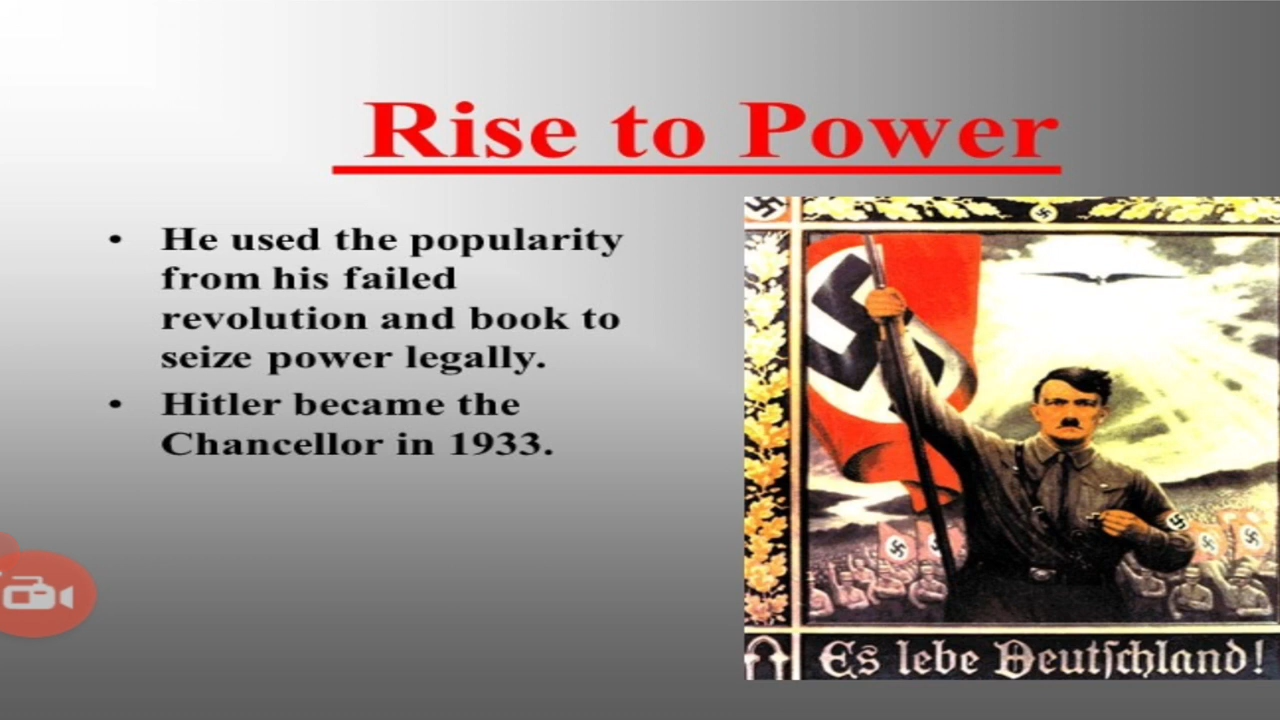 Rise to Power
• He used the popularity
from his failed
revolution and book to
seize power legally.
• Hitler became the
Chancellor in 1933.
Es lebe Deutſchland!